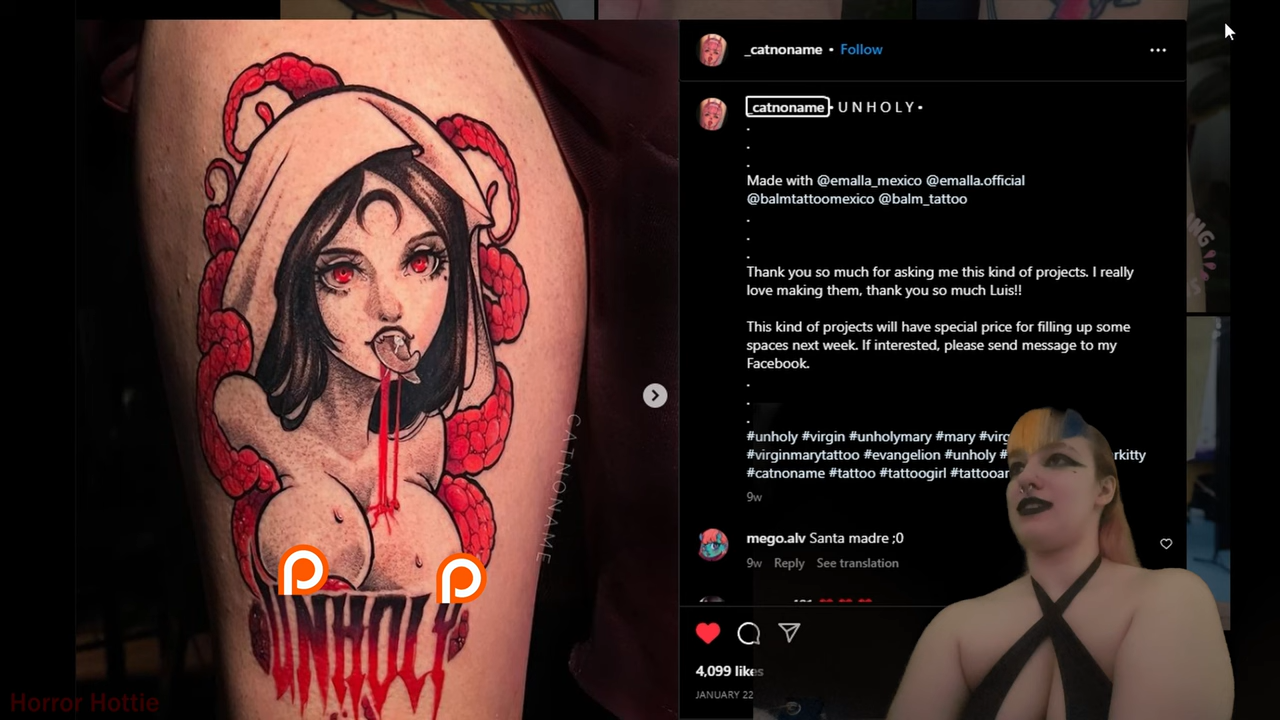 _catnoname • Follow
_catnoname • U N H O L Y •
.
.
.
Made with @emalla_mexico @emalla.official
@balmtattoomexico @balm_tattoo
.
.
.
Thank you so much for asking me this kind of projects. I really
love making them, thank you so much Luis!!
This kind of projects will have special price for filling up some
spaces next week. If interested, please send message to my
Facebook.
.
.
.
#unholy #virgin #unholymary #mary
#virginmarytattoo #evangelion #unholy
#catnoname #tattoo #tattoogirl
9w
mego.alv Santa madre ;0
9w Reply See translation
4,099 likes
JANUARY 22
CATNONAME
UNHOLY
Horror Hottie